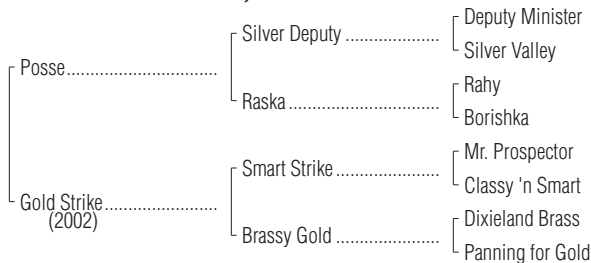 Deputy Minister
Silver Deputy ....................
Silver Valley
Posse................................
Rahy
Raska................................
Borishka
Mr. Prospector
Smart Strike ......................
Classy 'n Smart
Gold Strike........................
(2002)
Dixieland Brass
Brassy Gold ......................
Panning for Gold